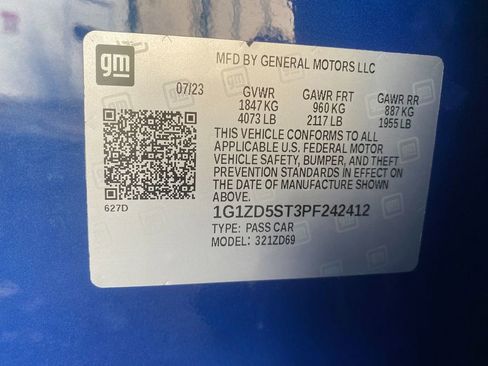 gm
MFD BY GENERAL MOTORS LLC
07/23 GVWR GAWR FRT GAWR RR
1847 KG 960 KG 887 KG
4073 LB 2117 LB 1955 LB
THIS VEHICLE CONFORMS TO ALL
APPLICABLE U.S. FEDERAL MOTOR
VEHICLE SAFETY, BUMPER, AND THEFT
PREVENTION STANDARDS IN EFFECT ON
THE DATE OF MANUFACTURE SHOWN
ABOVE.
627D
1G1ZD5ST3PF242412
TYPE: PASS CAR
MODEL: 321ZD69